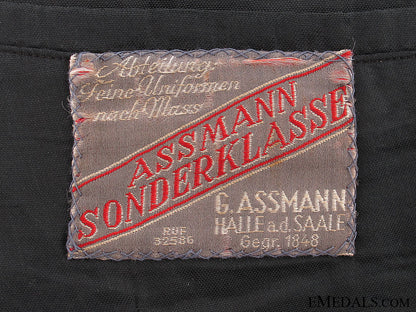 Abteilung
Feine Uniformen
nach Mass
ASSMANN
SONDERKLASSE
G. ASSMANN
HALLE a.d. SAALE
Gegr. 1848
RUF
32586
EMEDALS.COM